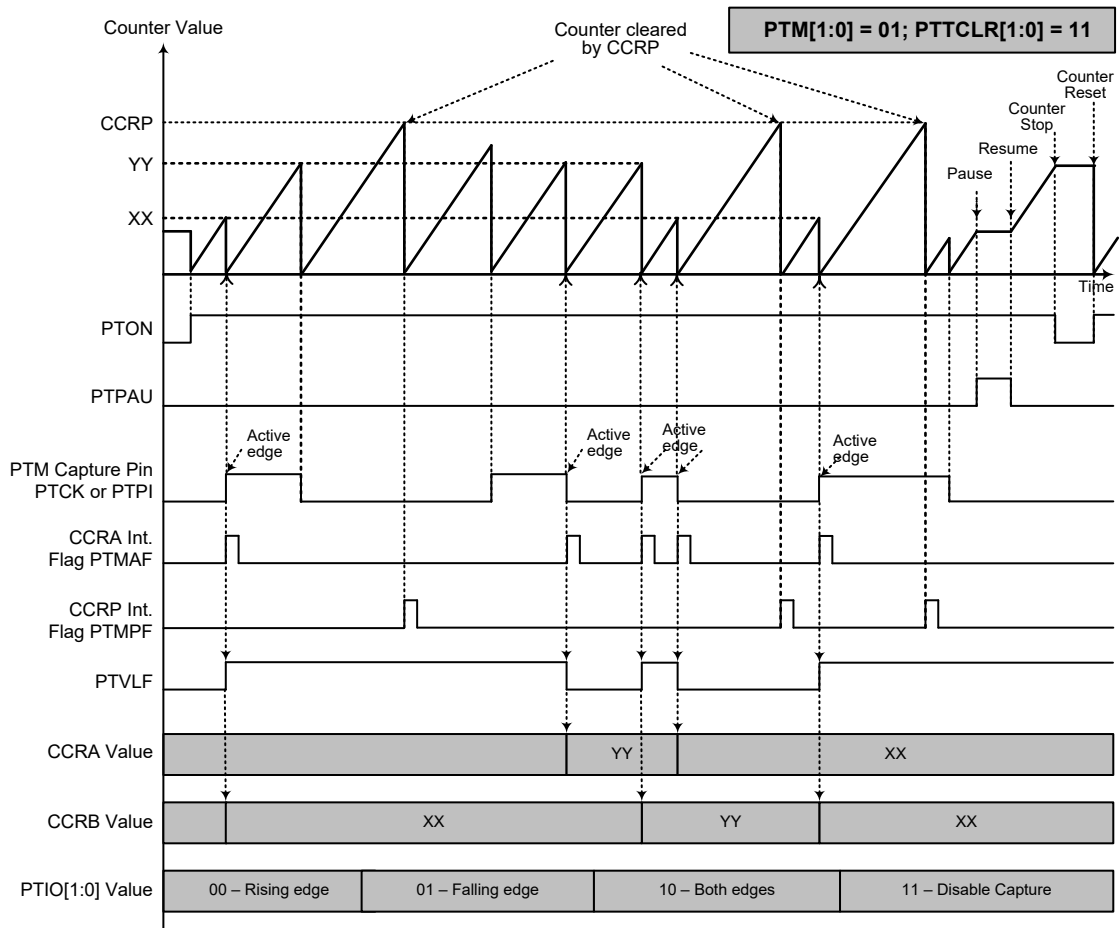 Counter Value
Counter cleared
by CCRP
PTM[1:0] = 01; PTTCLR[1:0] = 11
Counter
Reset
Counter
Stop
Resume
Pause
CCRP
YY
XX
Time
PTON
PTPAU
Active
edge
Active
edge
Active
edge
Active
edge
PTM Capture Pin
PTCK or PTPI
CCRA Int.
Flag PTMAF
CCRP Int.
Flag PTMPF
PTVLF
CCRA Value
YY
XX
CCRB Value
XX
YY
XX
PTIO[1:0] Value
00 – Rising edge
01 – Falling edge
10 – Both edges
11 – Disable Capture